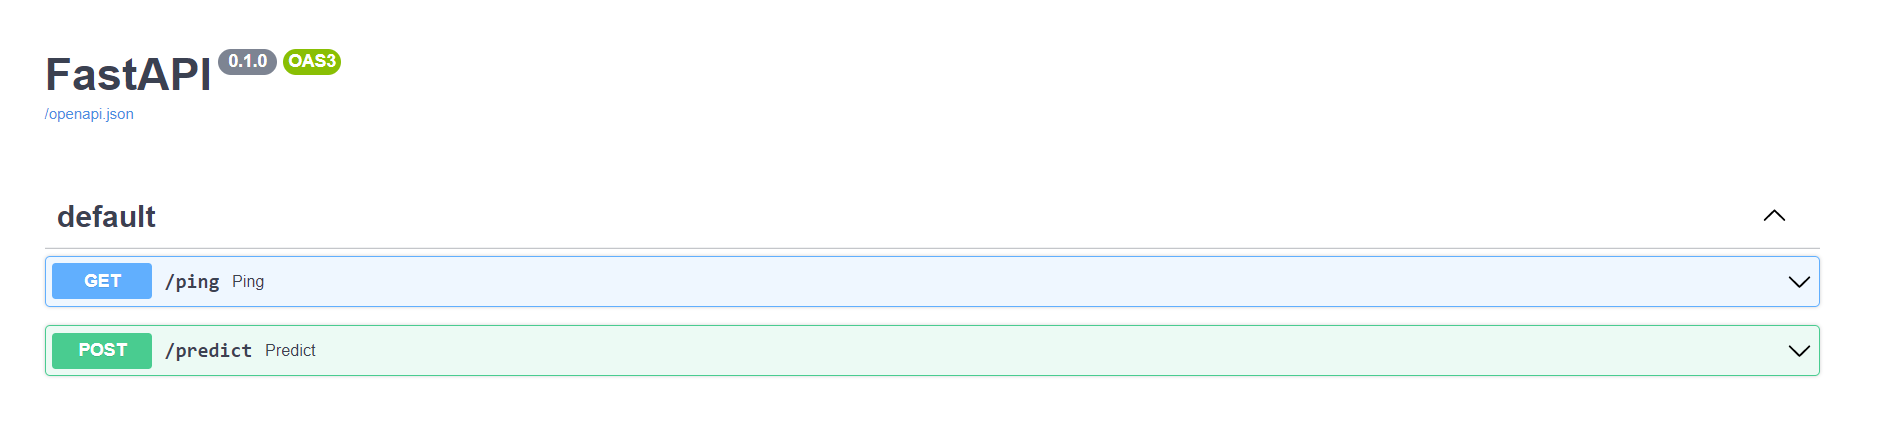 FastAPI 0.1.0 OAS3
/openapi.json
default
GET /ping Ping
POST /predict Predict